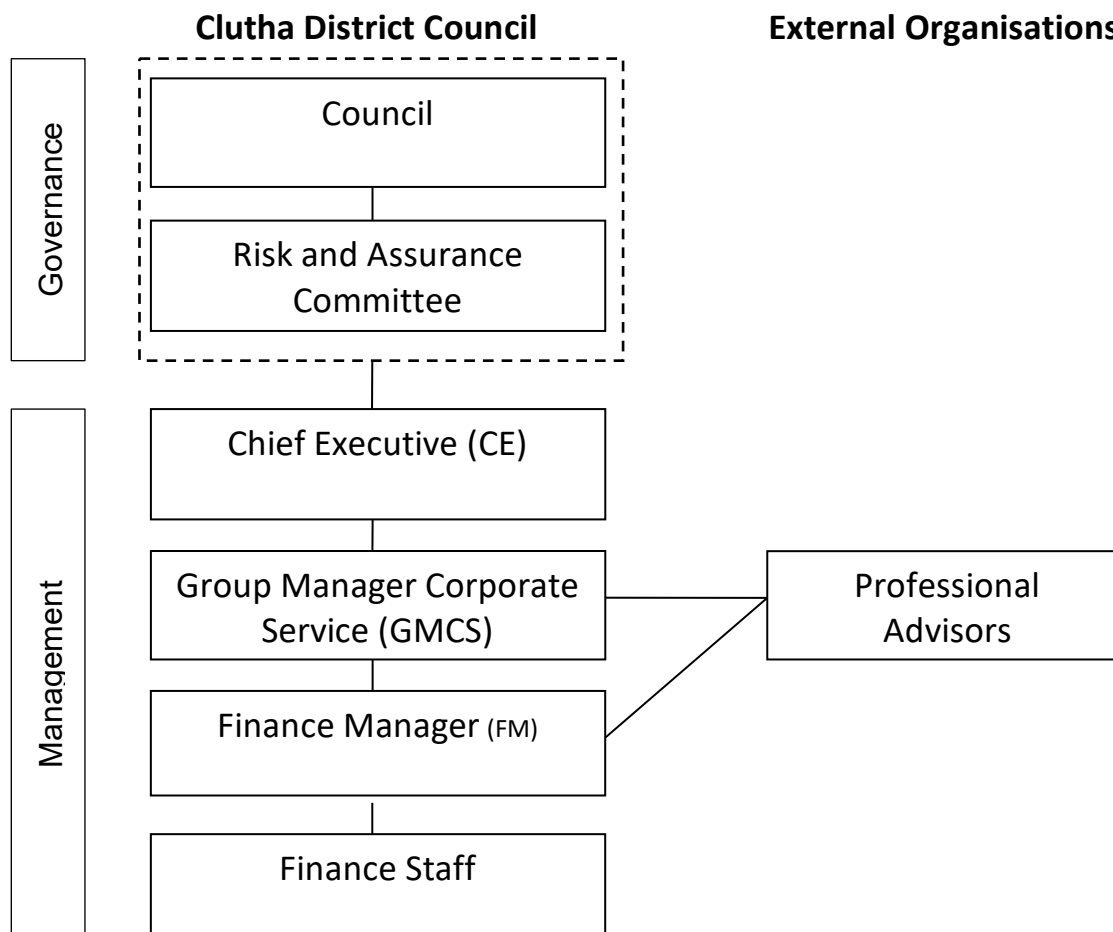 Clutha District Council
External Organisations
Governance
Council
Risk and Assurance
Committee
Management
Chief Executive (CE)
Group Manager Corporate
Service (GMCS)
Professional
Advisors
Finance Manager (FM)
Finance Staff